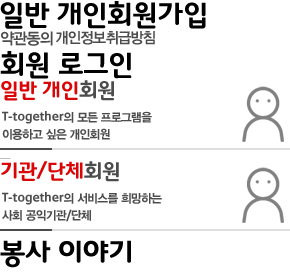 일반 개인회원가입
약관동의 개인정보취급방침
회원 로그인
일반 개인회원
T-together의 모든 프로그램을
이용하고 싶은 개인회원
기관/단체회원
T-together의 서비스를 희망하는
사회 공익기관/단체
봉사 이야기